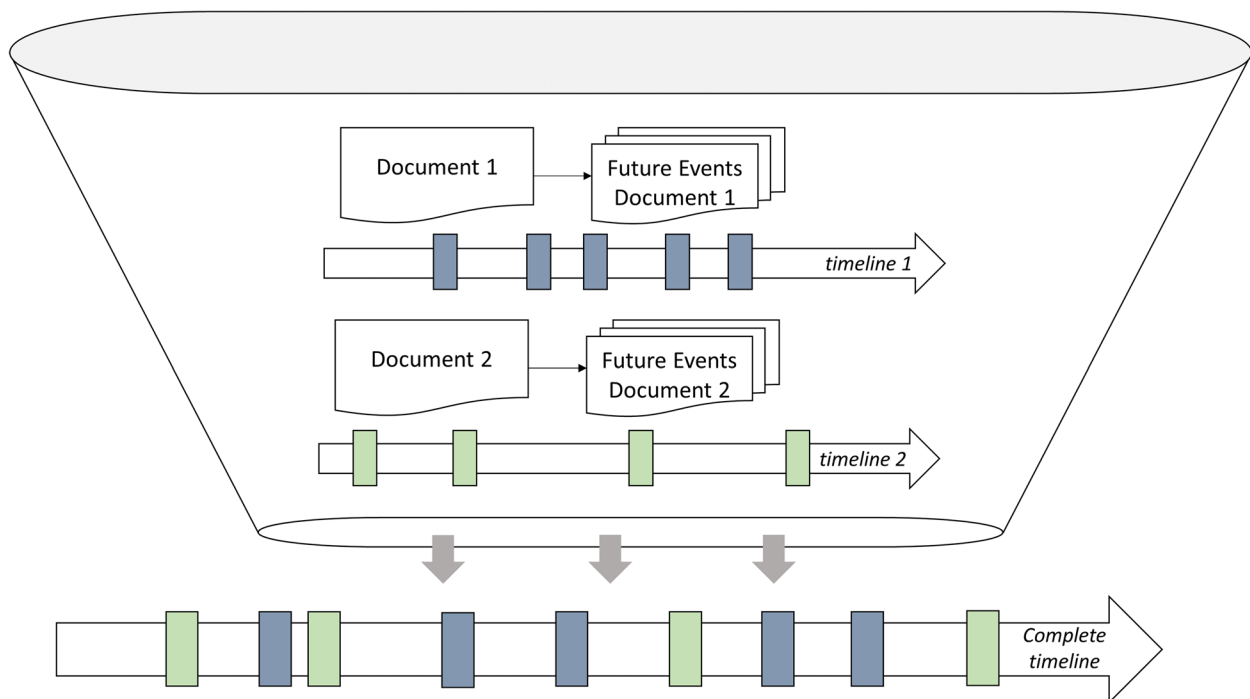 Document 1
Future Events
Document 1
timeline 1
Document 2
Future Events
Document 2
timeline 2
Complete
timeline